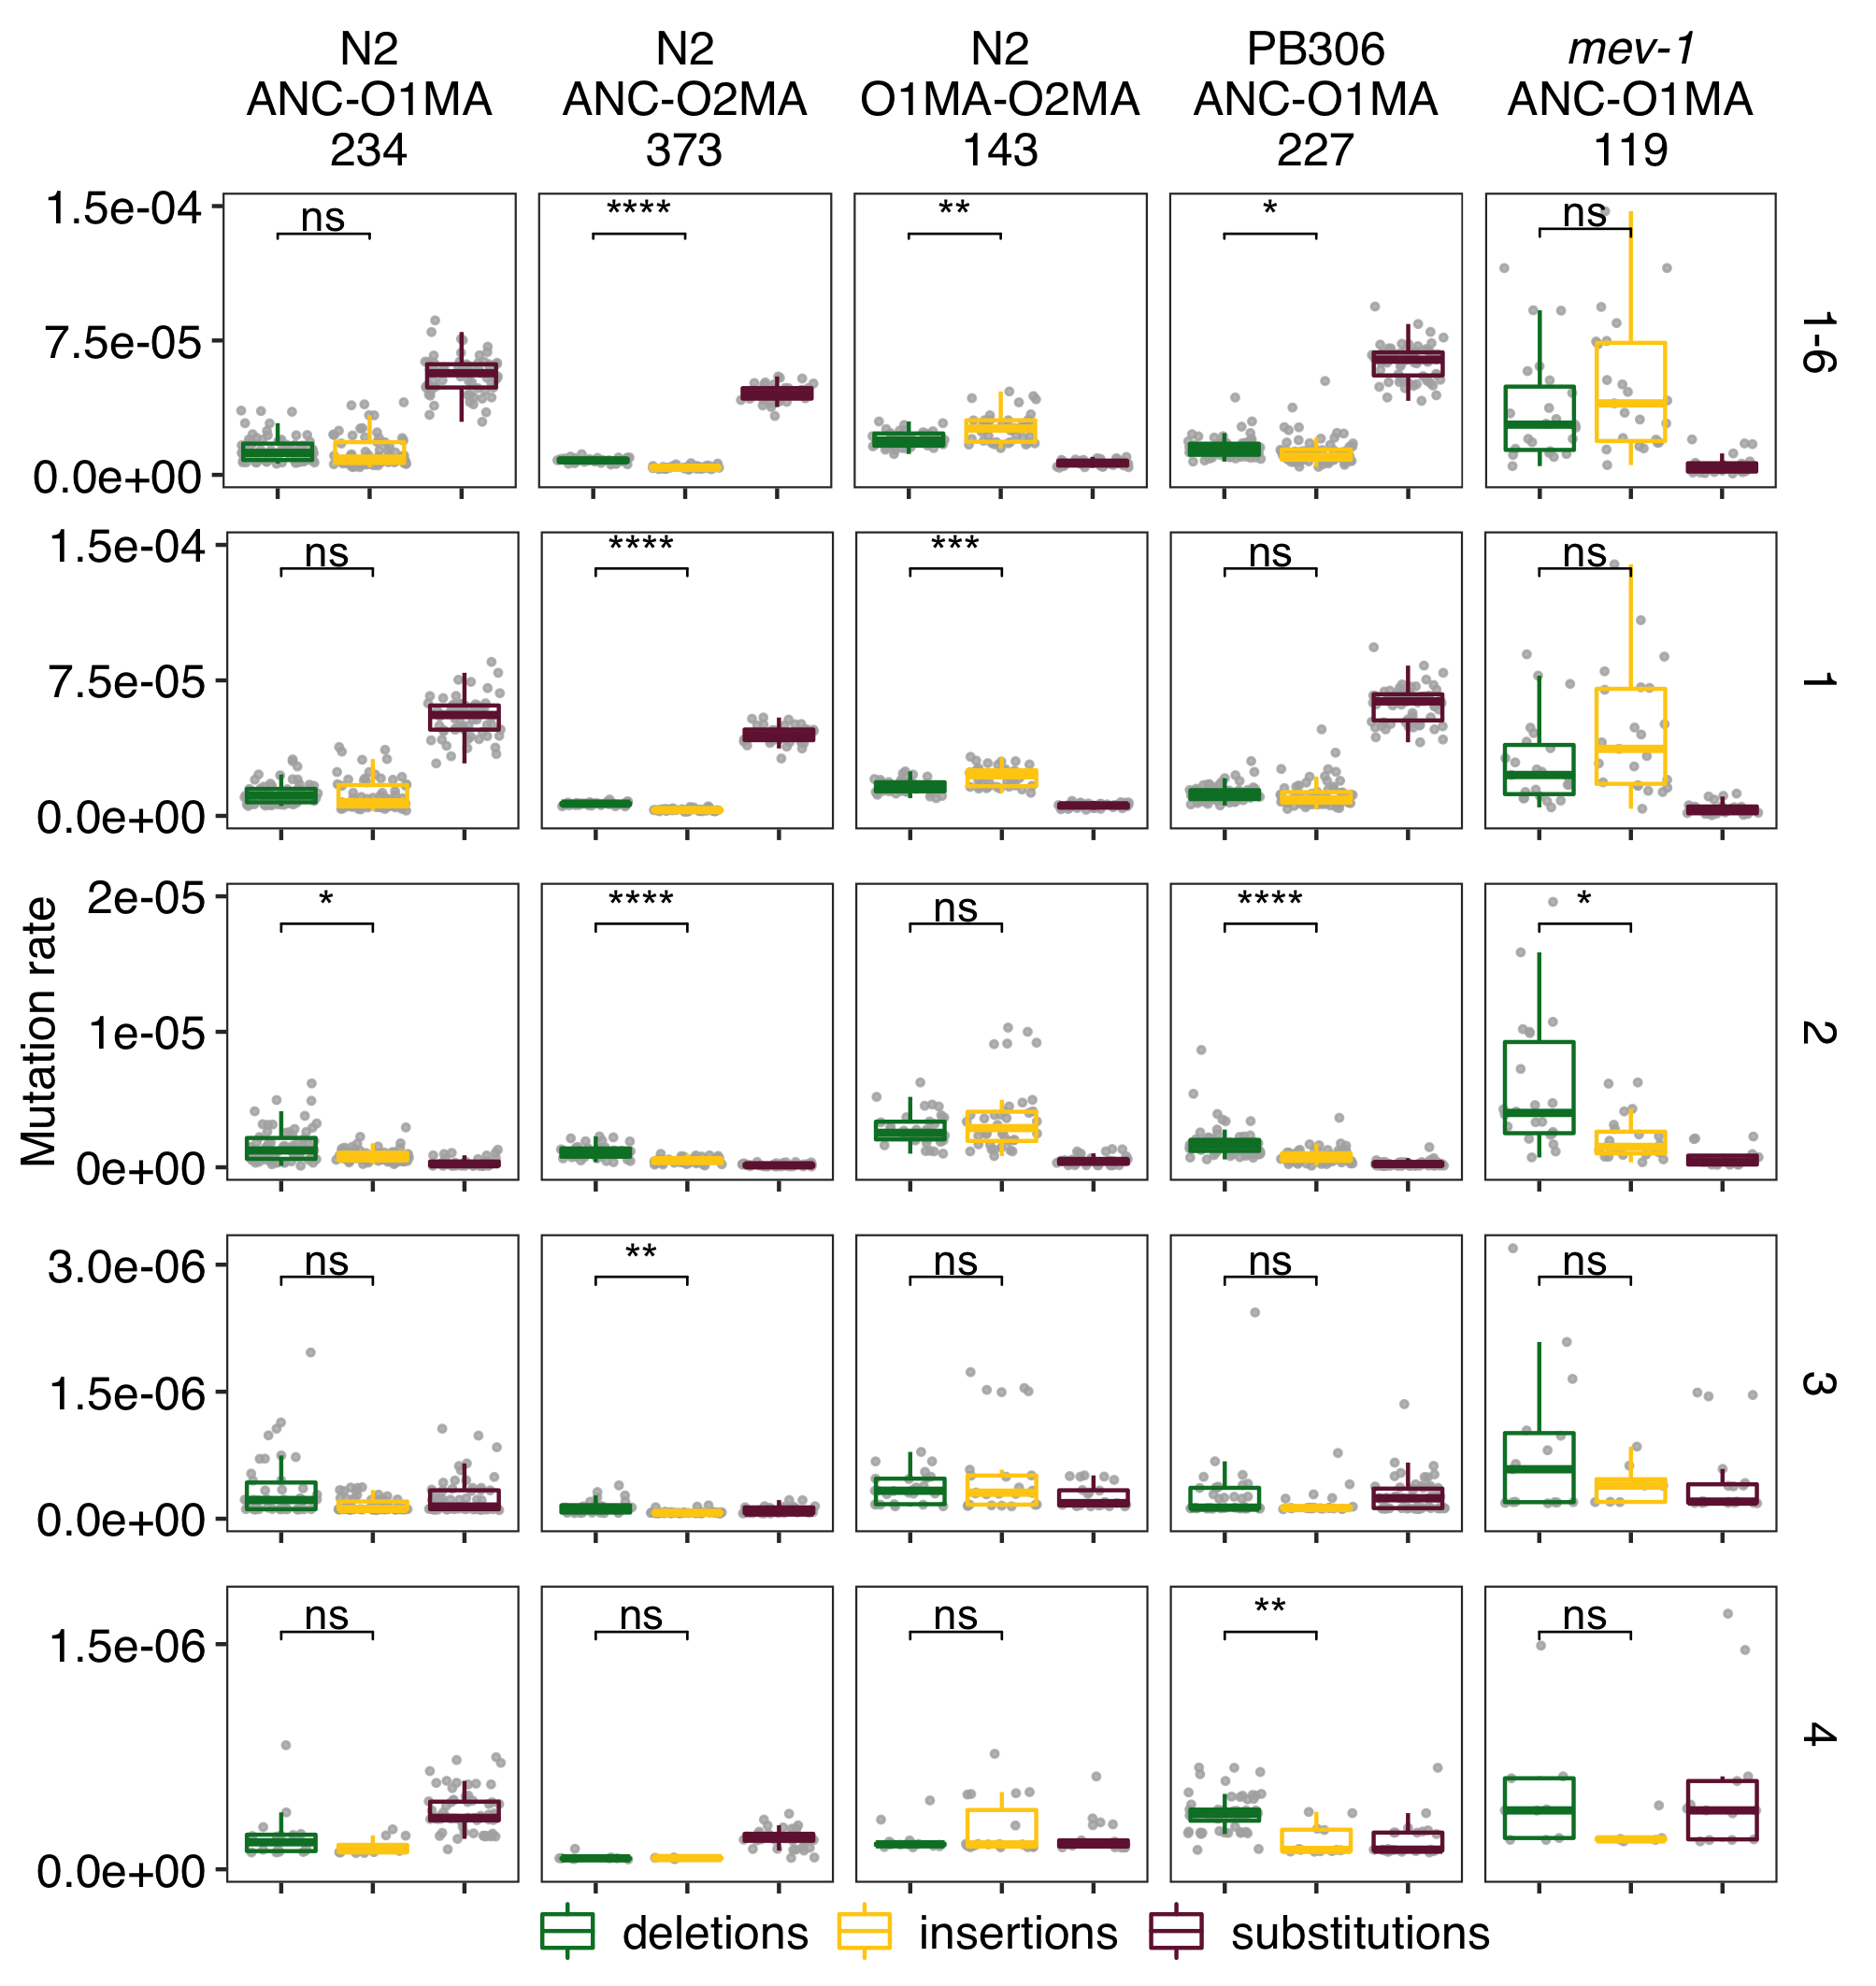 N2
ANC-O1MA
234
N2
ANC-O2MA
373
N2
O1MA-O2MA
143
PB306
ANC-O1MA
227
mev-1
ANC-O1MA
119
1.5e-04
7.5e-05
0.0e+00
ns
****
**
*
ns
1-6
1.5e-04
7.5e-05
0.0e+00
ns
****
***
ns
ns
1
Mutation rate
2e-05
1e-05
0e+00
*
****
ns
****
*
2
3.0e-06
1.5e-06
0.0e+00
ns
**
ns
ns
ns
3
1.5e-06
0.0e+00
ns
ns
ns
**
ns
4
deletions insertions substitutions